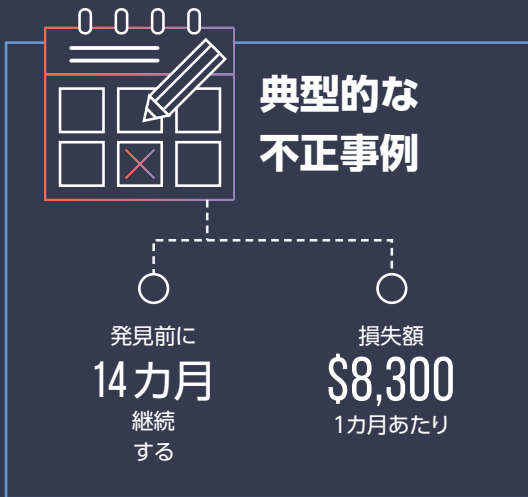 典型的な
不正事例
発見前に
14カ月
継続
する
損失額
$8,300
1カ月あたり